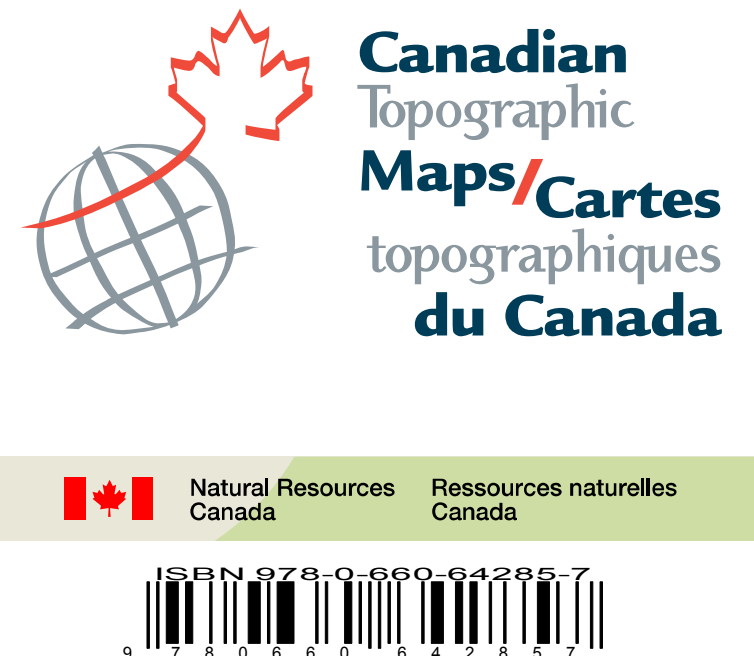 Canadian
Topographic
Maps/Cartes
topographiques
du Canada
Natural Resources
Canada
Ressources naturelles
Canada
ISBN 978-0-660-64285-7
9 780660 642857